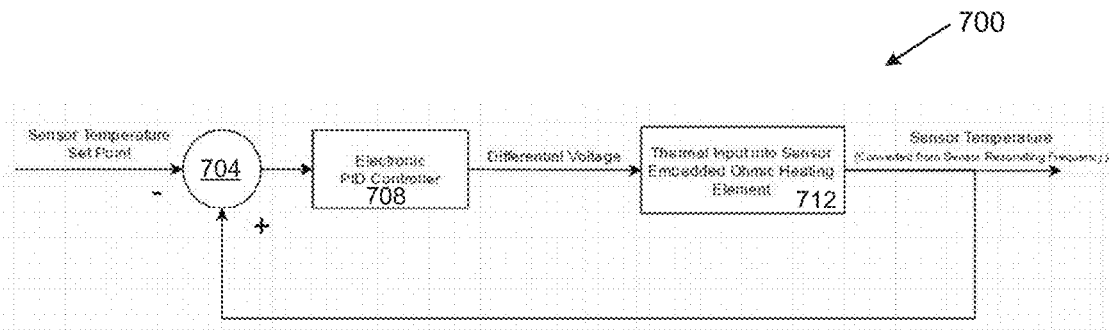 700
Sensor Temperature
Set Point
704
-
+
Electronic
PID Controller
708
Differential Voltage
Thermal Input into Sensor
Embedded Ohmic Heating
Element
712
Sensor Temperature
(Converted from Sensor Resonating Frequency)